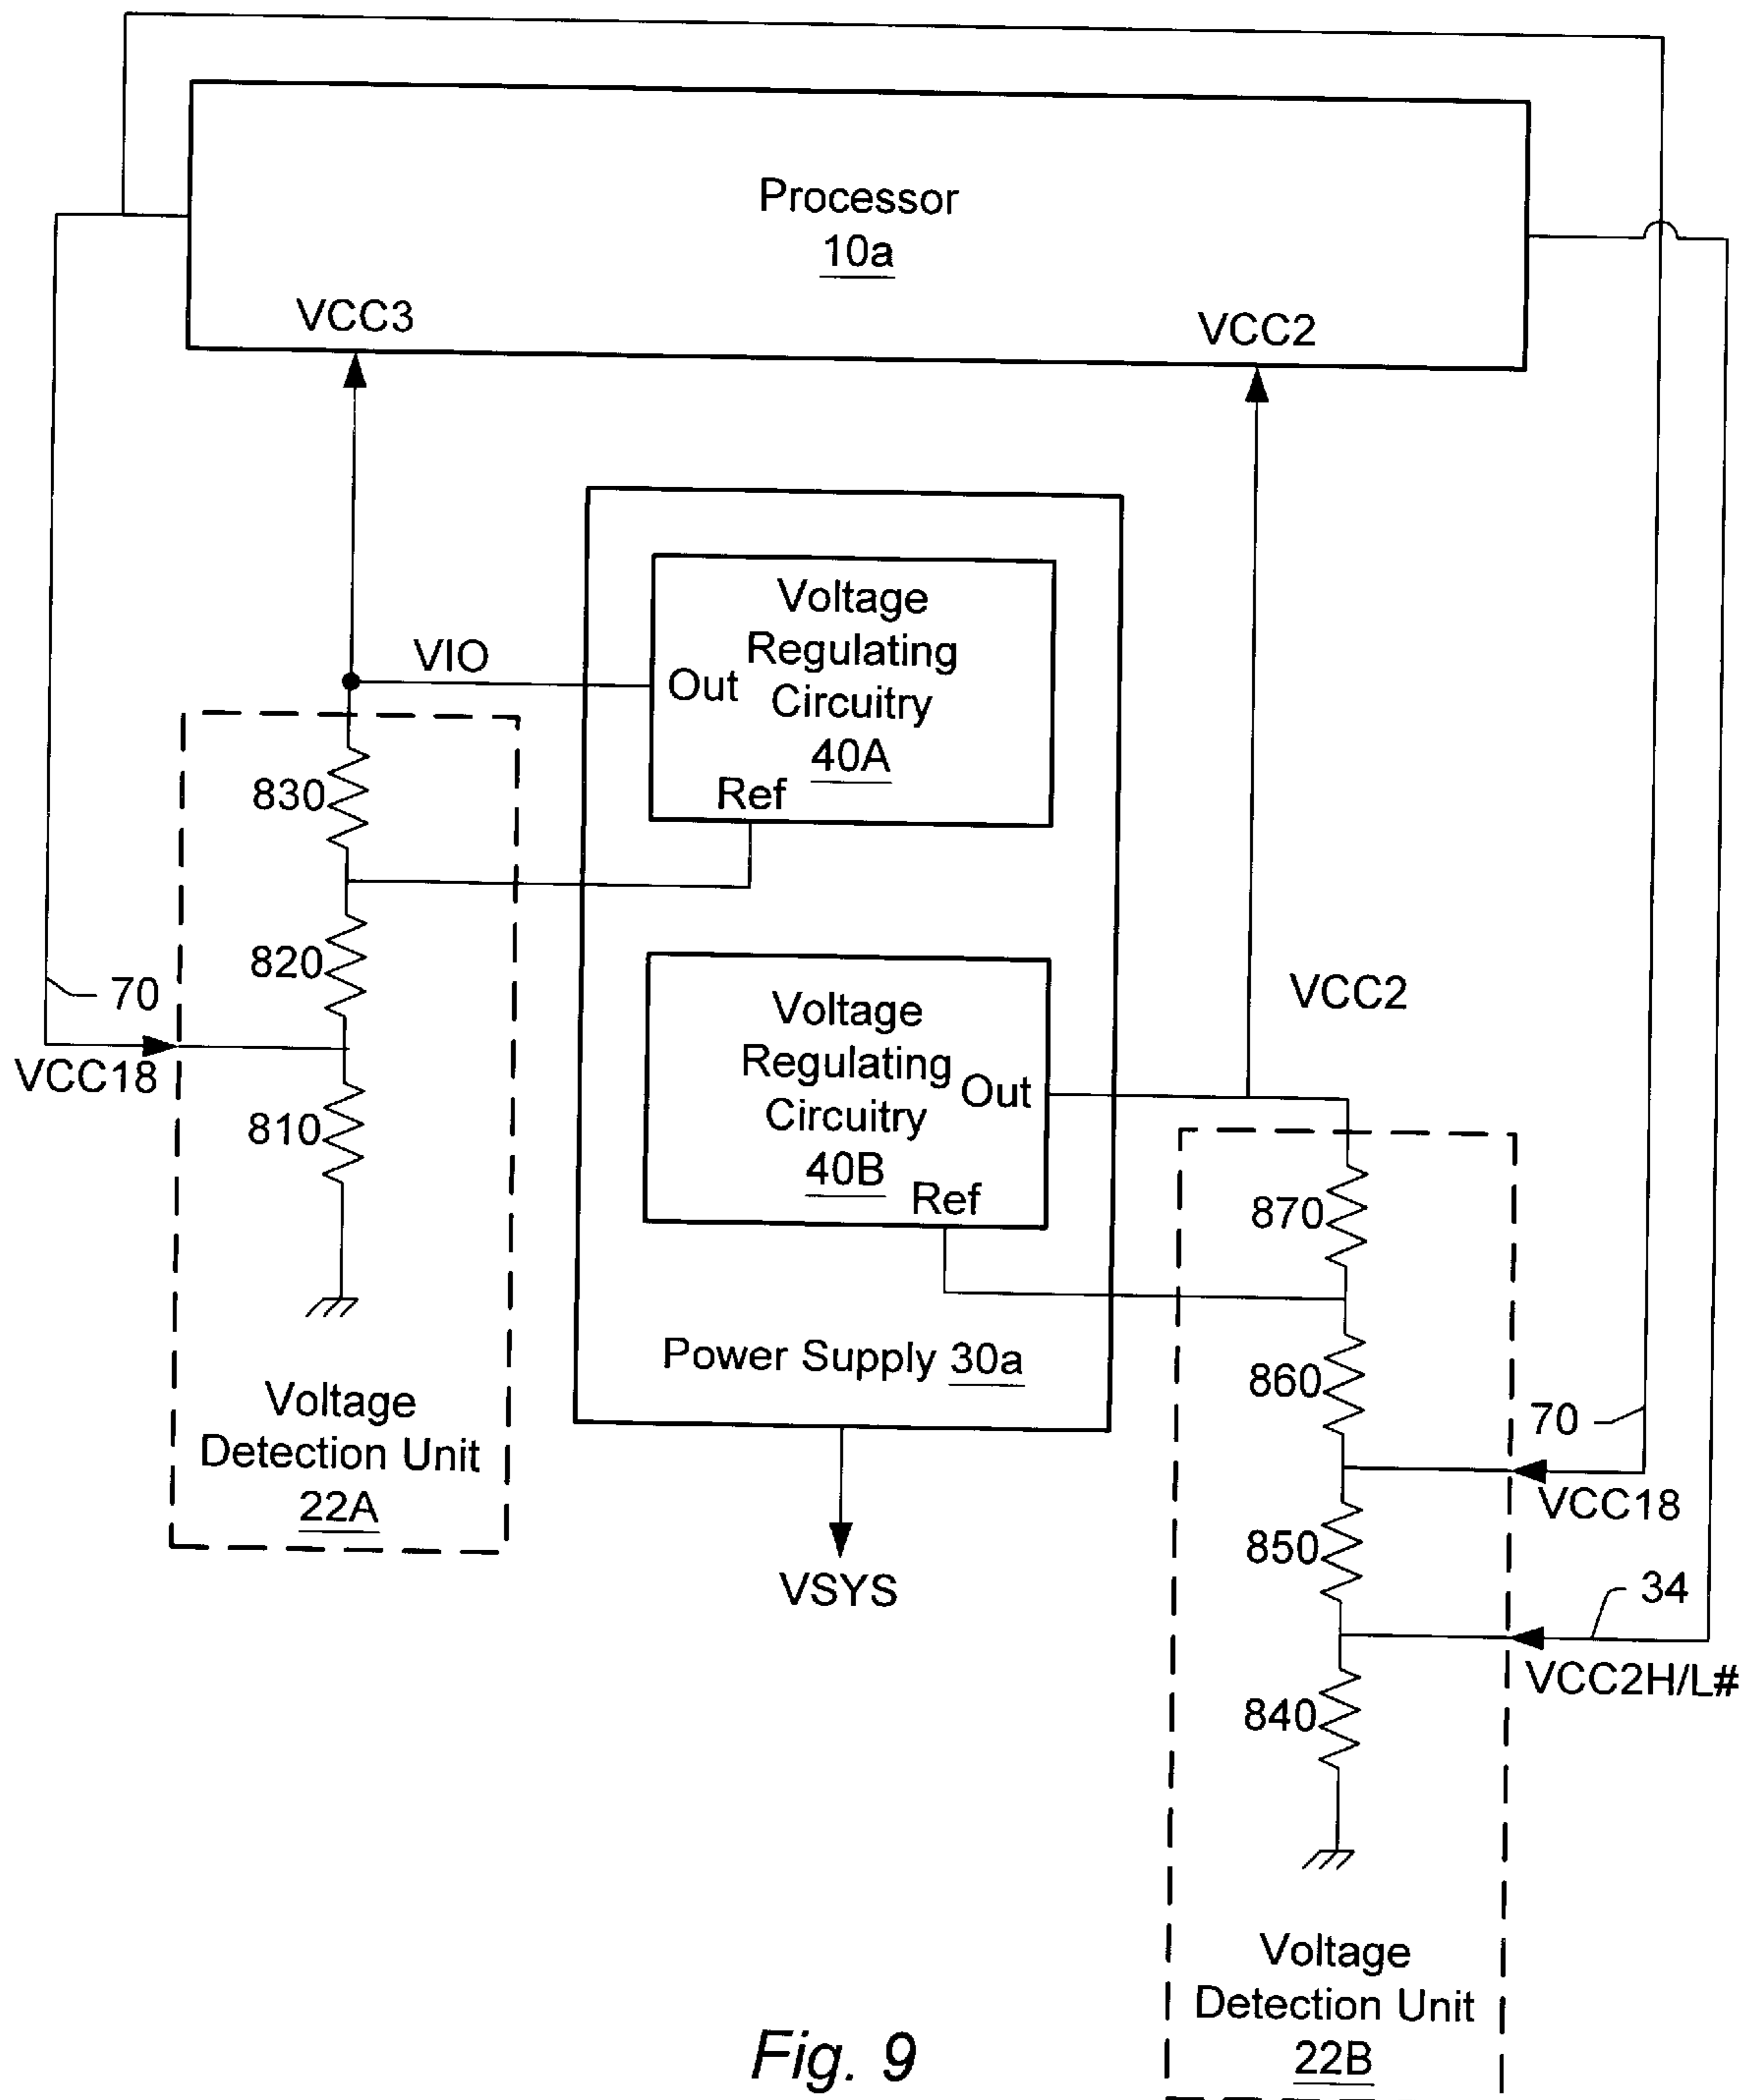 Processor
10a
VCC3
VCC2
VIO
Voltage
Regulating
Out
Circuitry
40A
Ref
830
820
70
VCC18
810
Voltage
Regulating
Out
Circuitry
40B
Ref
VCC2
870
Power Supply 30a
860
Voltage
Detection Unit
22A
70
VCC18
850
VSYS
34
VCC2H/L#
840
Voltage
Detection Unit
22B
Fig. 9